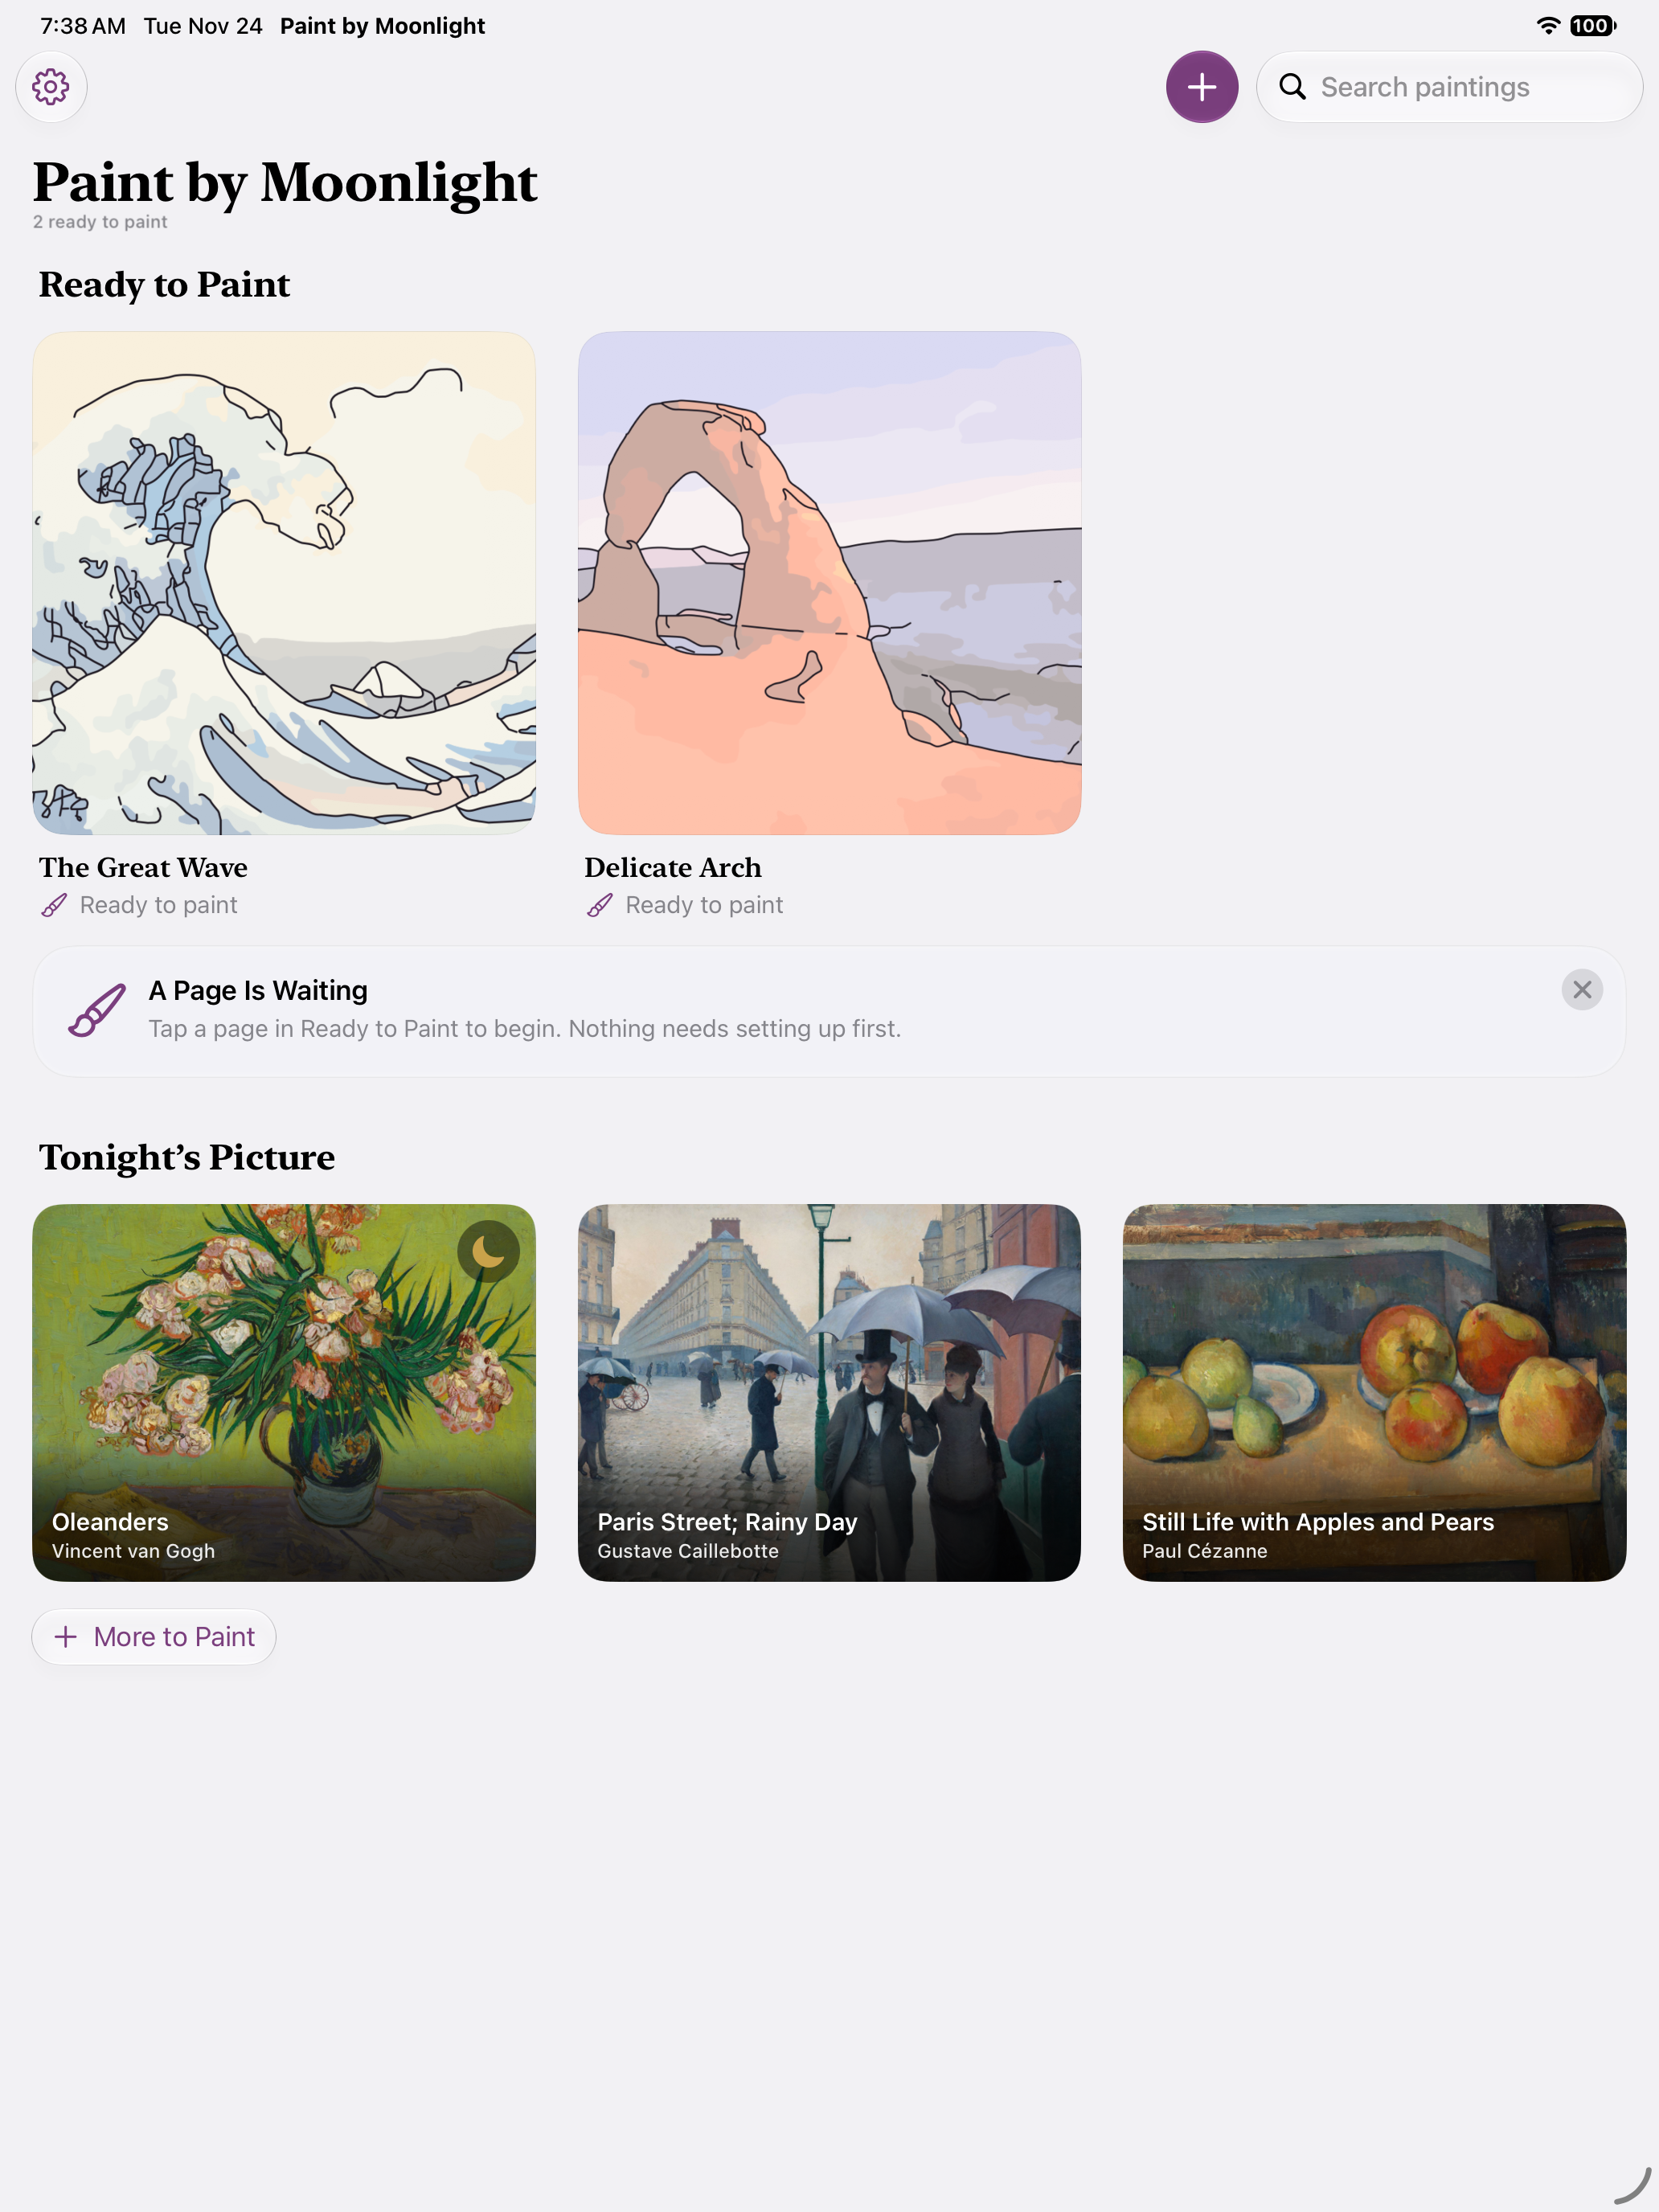 7:38 AM Tue Nov 24 Paint by Moonlight
100
Search paintings
Paint by Moonlight
2 ready to paint
Ready to Paint
The Great Wave
Ready to paint
Delicate Arch
Ready to paint
A Page Is Waiting
Tap a page in Ready to Paint to begin. Nothing needs setting up first.
Tonight’s Picture
Oleanders
Vincent van Gogh
Paris Street; Rainy Day
Gustave Caillebotte
Still Life with Apples and Pears
Paul Cézanne
More to Paint